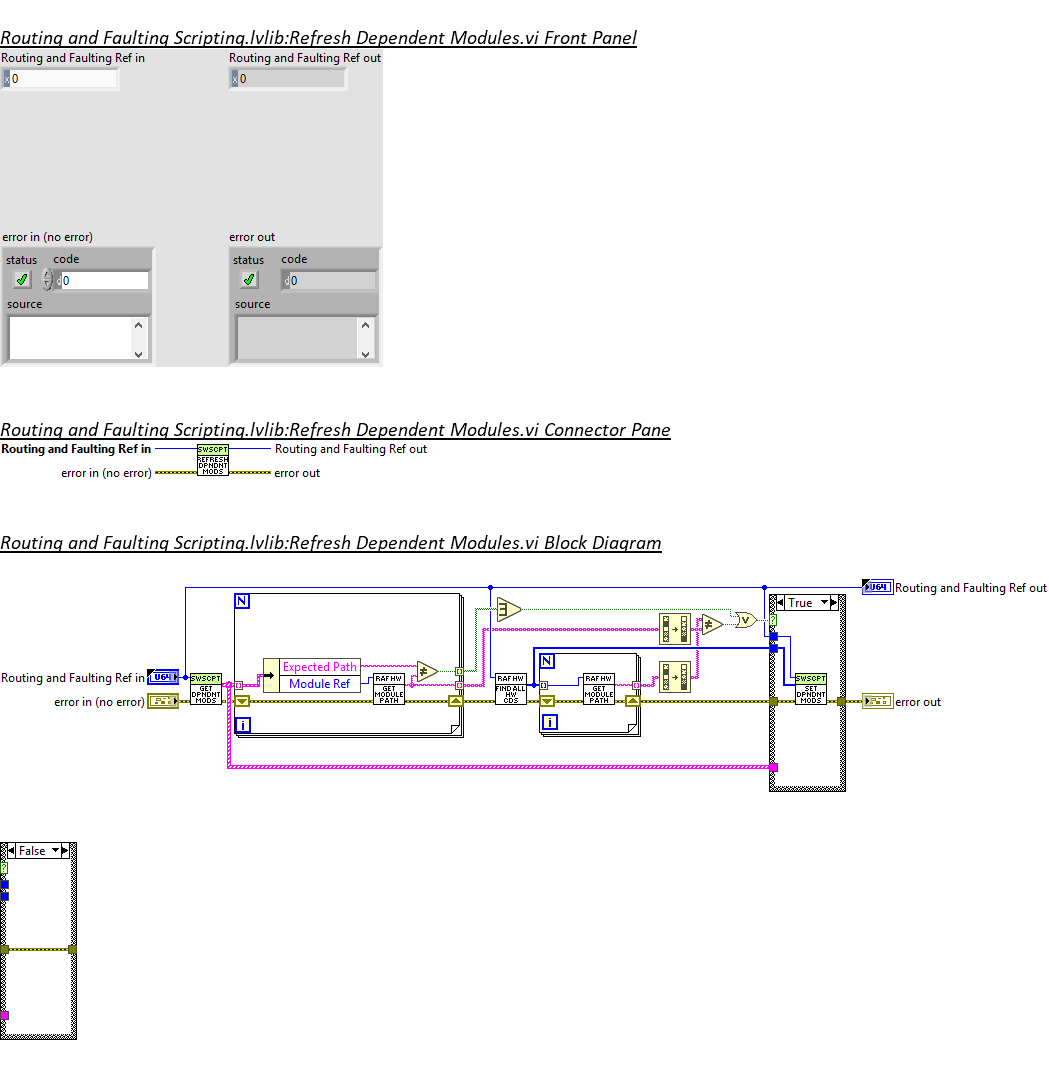 Routing and Faulting Scripting.lvlib:Refresh Dependent Modules.vi Front Panel
Routing and Faulting Ref in
Routing and Faulting Ref out
x 0
x 0
error in (no error)
error out
status code
status code
d 0
d 0
source
source
Routing and Faulting Scripting.lvlib:Refresh Dependent Modules.vi Connector Pane
Routing and Faulting Ref in
SWSCPT
REFRESH
DPNDNT
MODS
Routing and Faulting Ref out
error in (no error)
error out
Routing and Faulting Scripting.lvlib:Refresh Dependent Modules.vi Block Diagram
U64
Routing and Faulting Ref out
N
True
?
N
Expected Path
Module Ref
Routing and Faulting Ref in
U64
SWSCPT
GET
DPNDNT
MODS
RAF HW
GET
MODULE
PATH
RAF HW
FIND ALL
HW
CDS
RAF HW
GET
MODULE
PATH
SWSCPT
SET
DPNDNT
MODS
error in (no error)
error out
i
i
False
?